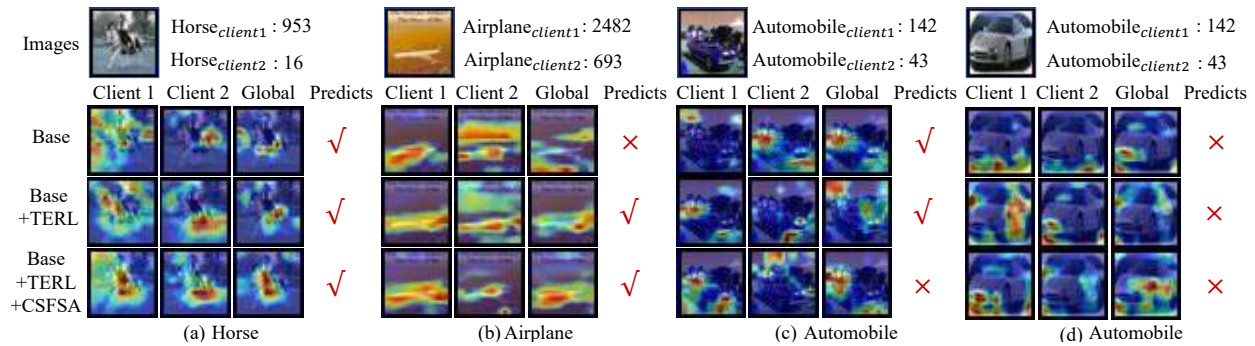 Images
Horse_client1 : 953
Horse_client2 : 16
Airplane_client1 : 2482
Airplane_client2 : 693
Automobile_client1 : 142
Automobile_client2 : 43
Automobile_client1 : 142
Automobile_client2 : 43
Client 1 Client 2 Global Predicts
Client 1 Client 2 Global Predicts
Client 1 Client 2 Global Predicts
Client 1 Client 2 Global Predicts
Base √ × √ ×
Base
+TERL √ √ √ ×
Base
+TERL
+CSFSA √ √ × ×
(a) Horse
(b) Airplane
(c) Automobile
(d) Automobile